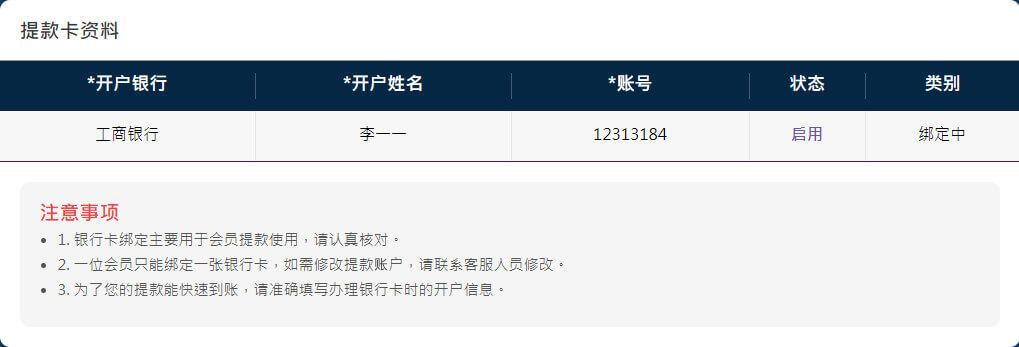 提款卡资料
*开户银行 *开户姓名 *账号 状态 类别
工商银行 李一一 12313184 启用 绑定中
注意事项
• 1. 银行卡绑定主要用于会员提款使用，请认真核对。
• 2. 一位会员只能绑定一张银行卡，如需修改提款账户，请联系客服人员修改。
• 3. 为了您的提款能快速到账，请准确填写办理银行卡时的开户信息。